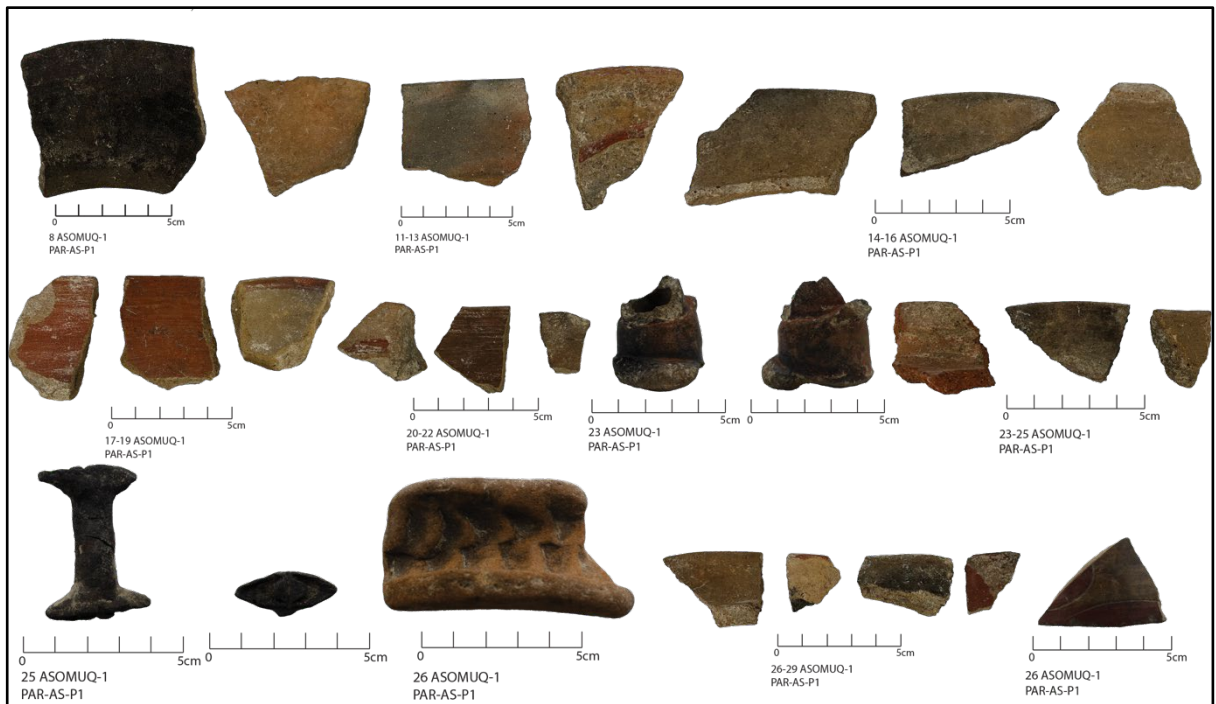 0 5cm
8 ASOMUQ-1
PAR-AS-P1
0 5cm
11-13 ASOMUQ-1
PAR-AS-P1
0 5cm
14-16 ASOMUQ-1
PAR-AS-P1
0 5cm
17-19 ASOMUQ-1
PAR-AS-P1
0 5cm
20-22 ASOMUQ-1
PAR-AS-P1
0 5cm
23 ASOMUQ-1
PAR-AS-P1
0 5cm
0 5cm
23-25 ASOMUQ-1
PAR-AS-P1
0 5cm
25 ASOMUQ-1
PAR-AS-P1
0 5cm
0 5cm
26 ASOMUQ-1
PAR-AS-P1
0 5cm
26-29 ASOMUQ-1
PAR-AS-P1
0 5cm
26 ASOMUQ-1
PAR-AS-P1